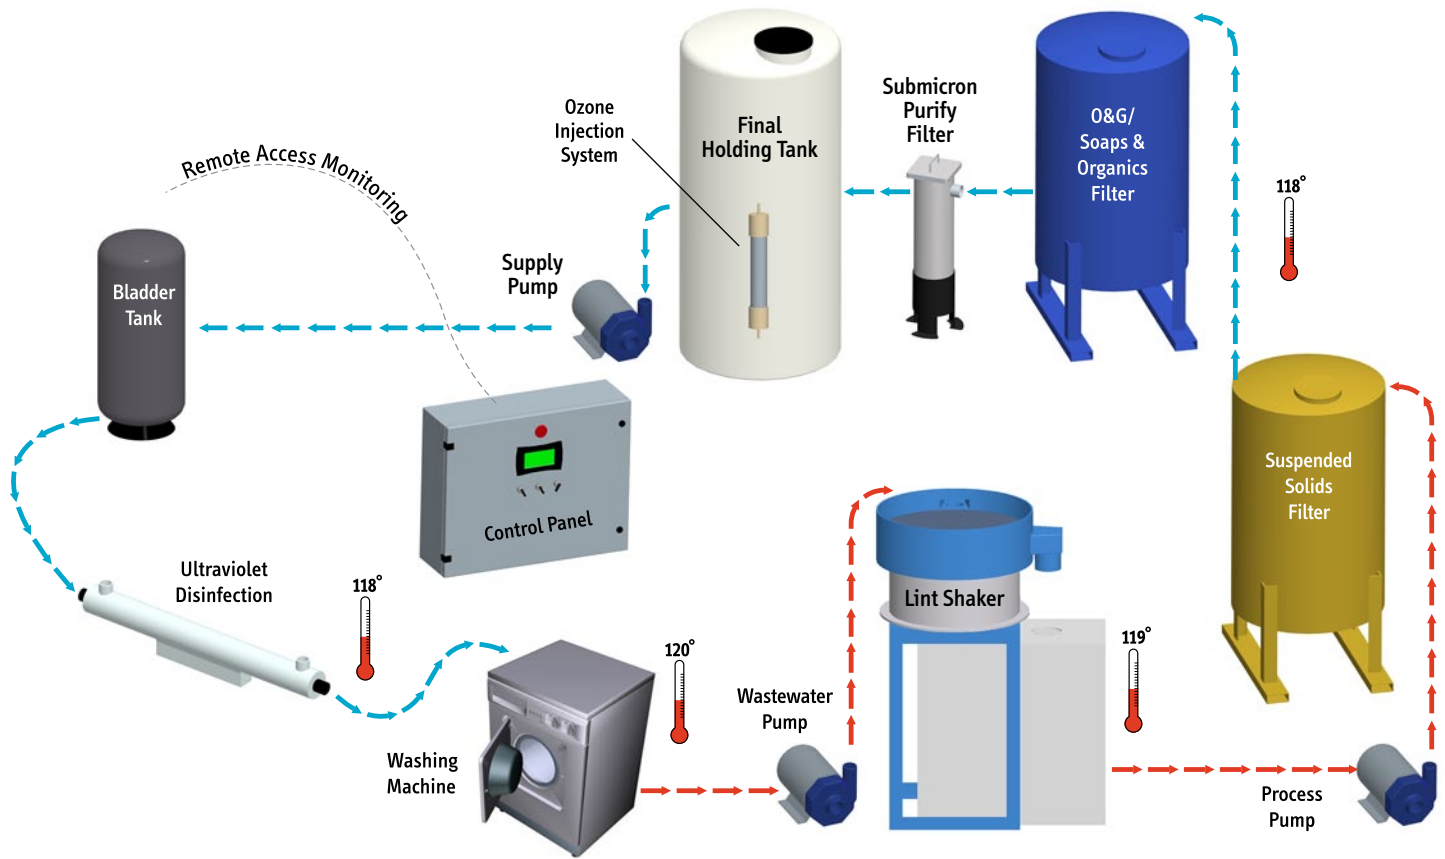 Ozone
Injection
System
Final
Holding Tank
Submicron
Purify
Filter
O&G/
Soaps &
Organics
Filter
118°
Remote Access Monitoring
Supply
Pump
Bladder
Tank
Control Panel
Suspended
Solids
Filter
Ultraviolet
Disinfection
118°
Lint Shaker
120°
119°
Wastewater
Pump
Washing
Machine
Process
Pump